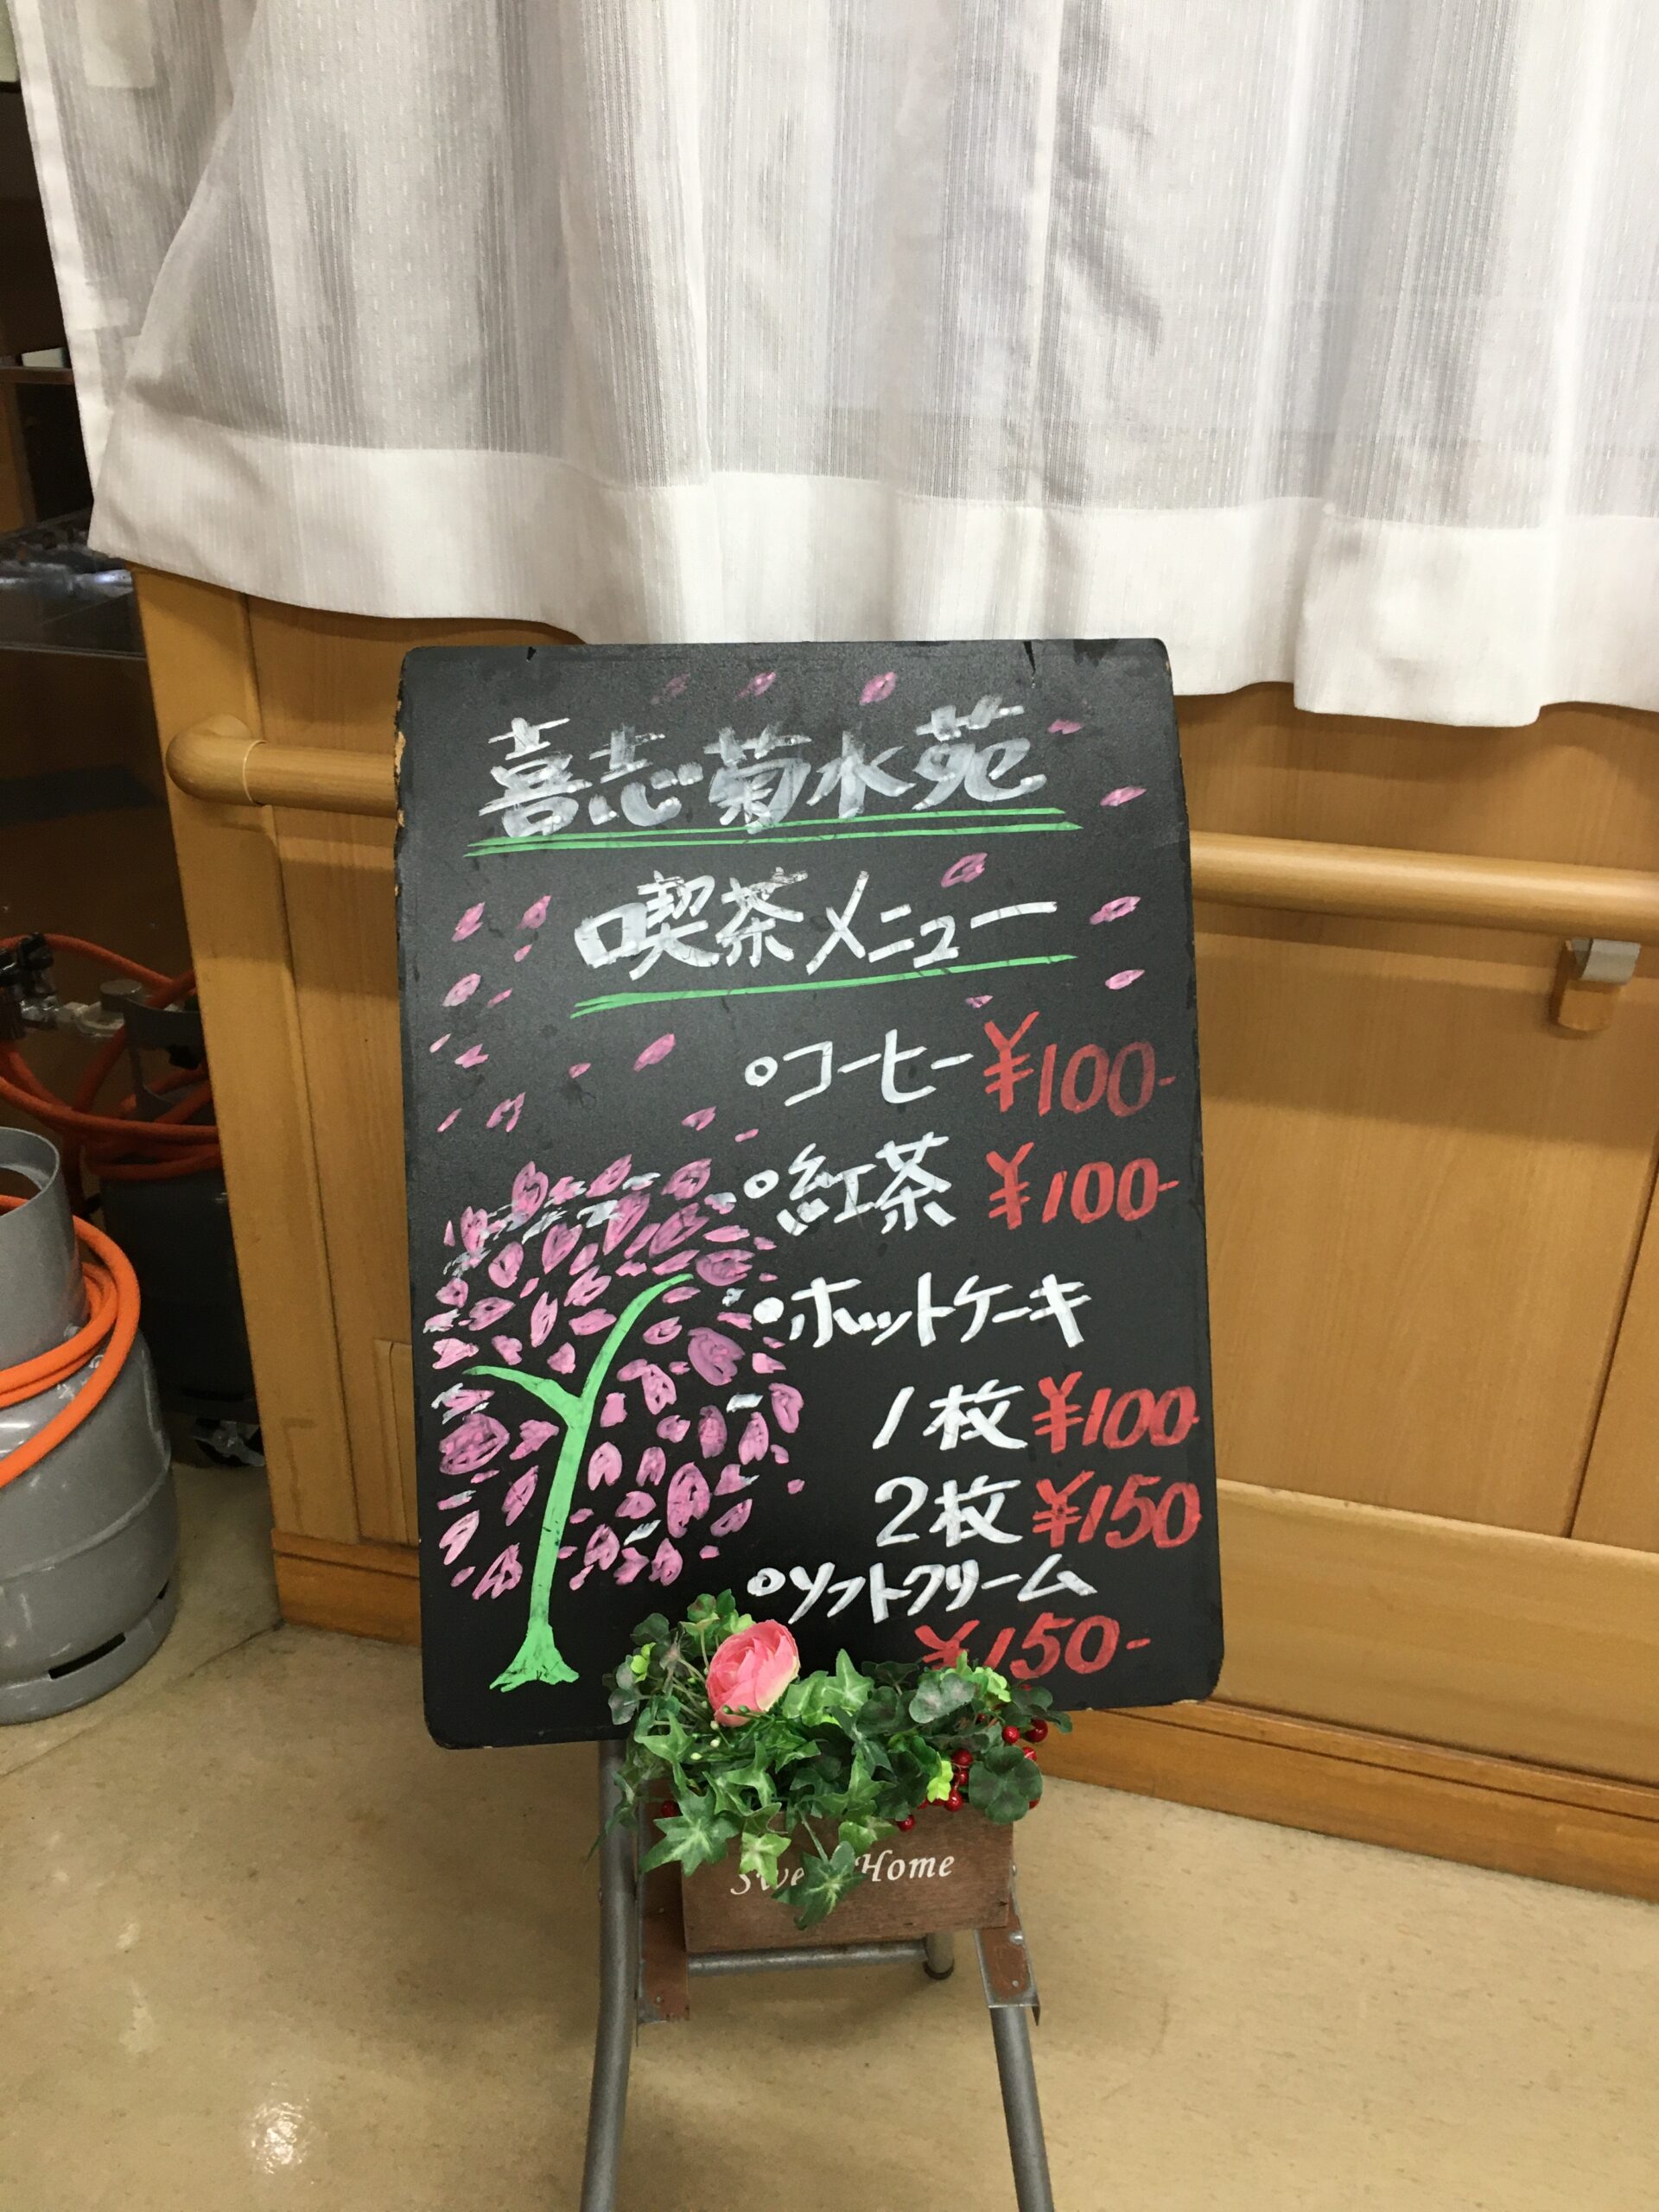 喜志菊水苑
喫茶メニュー
○コーヒー ¥100-
○紅茶 ¥100-
○ホットケーキ
1枚 ¥100-
2枚 ¥150
○ソフトクリーム
¥150-
Home